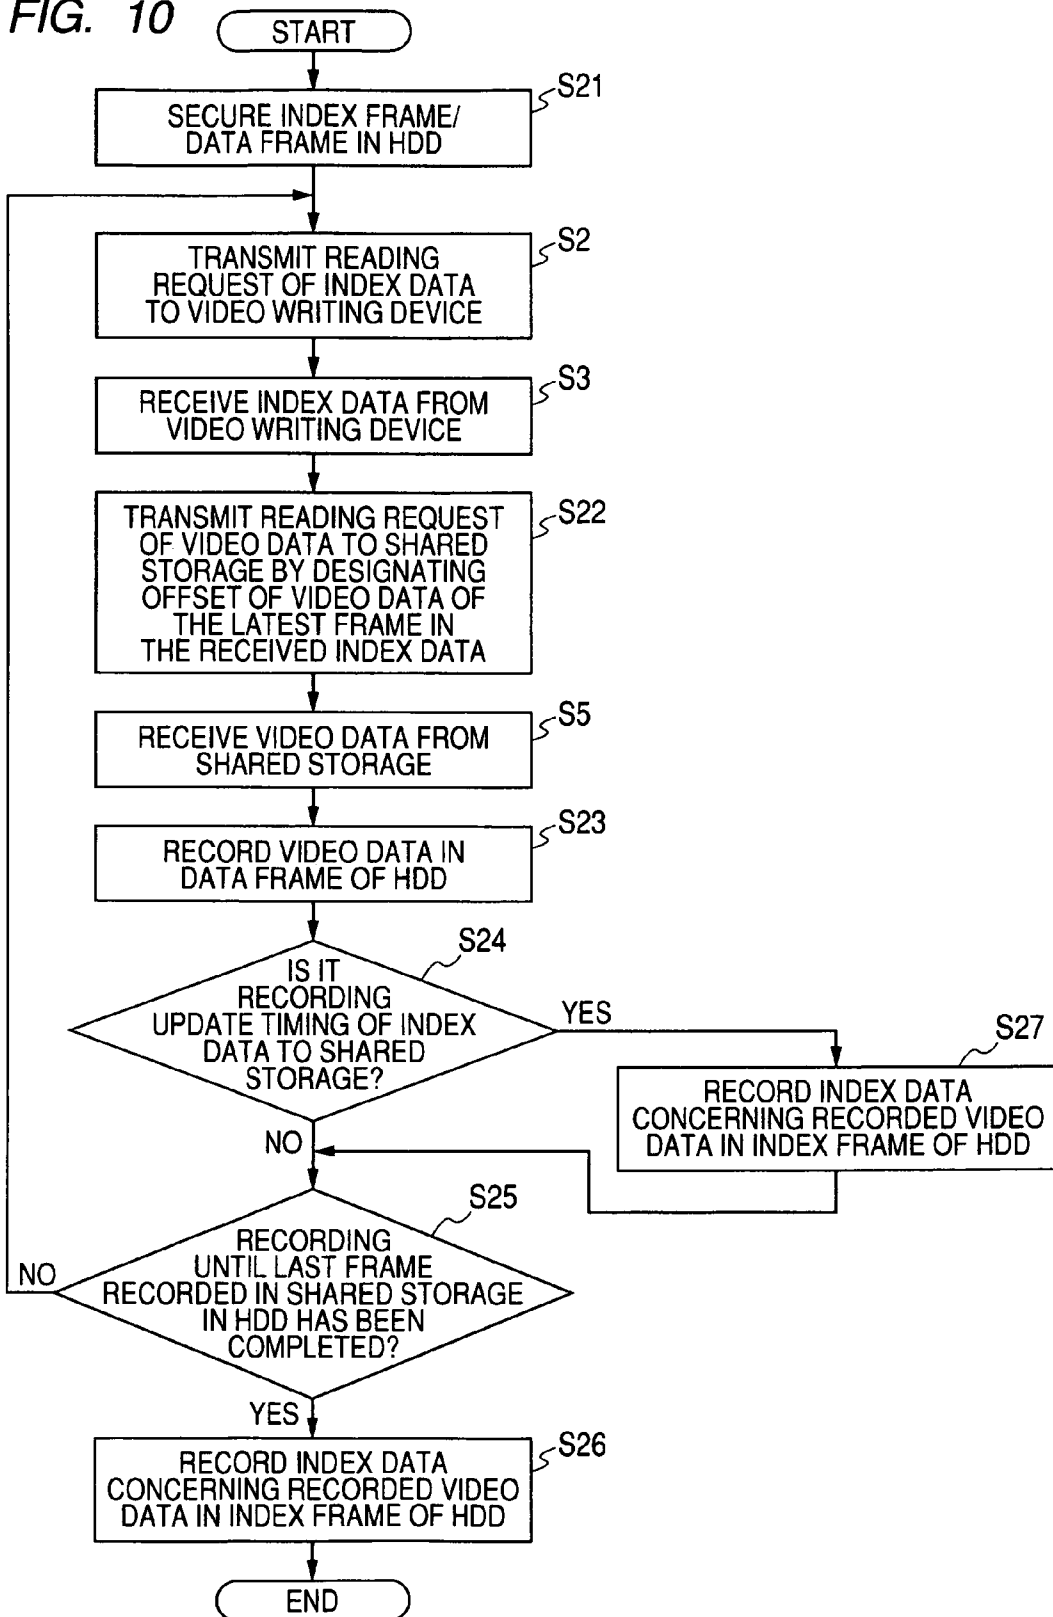 FIG. 10
START
S21
SECURE INDEX FRAME/
DATA FRAME IN HDD
S2
TRANSMIT READING
REQUEST OF INDEX DATA
TO VIDEO WRITING DEVICE
S3
RECEIVE INDEX DATA FROM
VIDEO WRITING DEVICE
S22
TRANSMIT READING REQUEST
OF VIDEO DATA TO SHARED
STORAGE BY DESIGNATING
OFFSET OF VIDEO DATA OF
THE LATEST FRAME IN
THE RECEIVED INDEX DATA
S5
RECEIVE VIDEO DATA FROM
SHARED STORAGE
S23
RECORD VIDEO DATA IN
DATA FRAME OF HDD
S24
IS IT
RECORDING
UPDATE TIMING OF INDEX
DATA TO SHARED
STORAGE?
YES
S27
RECORD INDEX DATA
CONCERNING RECORDED VIDEO
DATA IN INDEX FRAME OF HDD
NO
S25
RECORDING
UNTIL LAST FRAME
RECORDED IN SHARED STORAGE
IN HDD HAS BEEN
COMPLETED?
NO
YES
S26
RECORD INDEX DATA
CONCERNING RECORDED VIDEO
DATA IN INDEX FRAME OF HDD
END